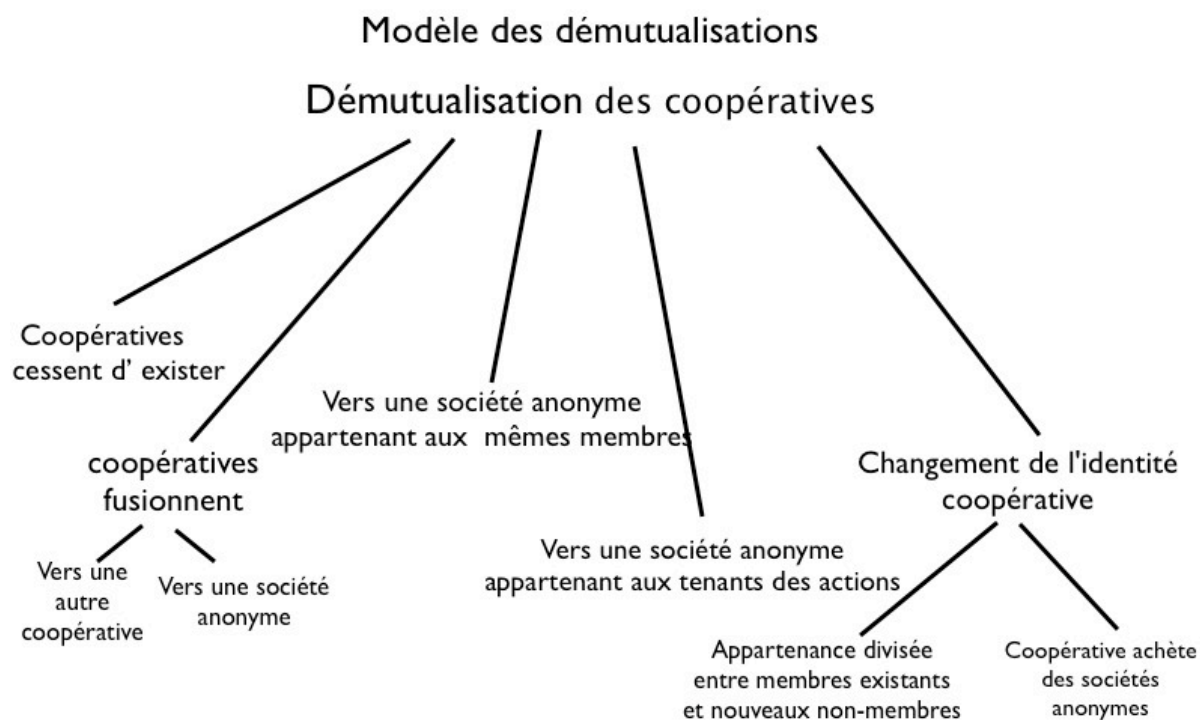 Modèle des démutualisations
Démutualisation des coopératives
Coopératives
cessent d' exister
coopératives
fusionnent
Vers une
autre
coopérative
Vers une société
anonyme
Vers une société anonyme
appartenant aux mêmes membres
Vers une société anonyme
appartenant aux tenants des actions
Changement de l'identité
coopérative
Appartenance divisée
entre membres existants
et nouveaux non-membres
Coopérative achète
des sociétés
anonymes